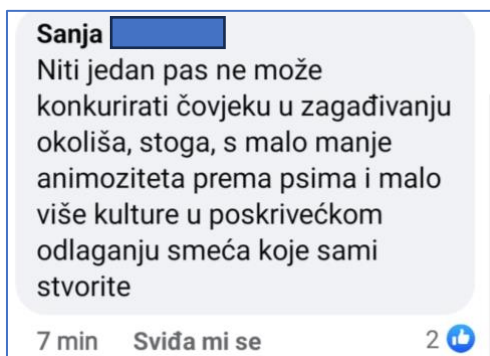 Sanja
Niti jedan pas ne može
konkurirati čovjeku u zagađivanju
okoliša, stoga, s malo manje
animoziteta prema psima i malo
više kulture u poskrivećkom
odlaganju smeća koje sami
stvorite
7 min Sviđa mi se 2